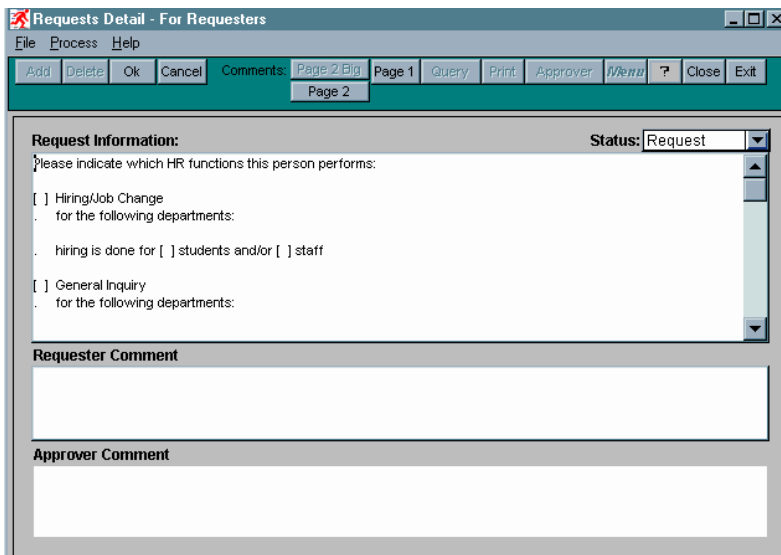 Requests Detail - For Requesters
File Process Help
Add Delete Ok Cancel Comments: Page 2 Big Page 1 Query Print Approver Menu ? Close Exit
Page 2
Request Information: Status: Request
Please indicate which HR functions this person performs:
[ ] Hiring/Job Change
. for the following departments:
. hiring is done for [ ] students and/or [ ] staff
[ ] General Inquiry
. for the following departments:
Requester Comment
Approver Comment